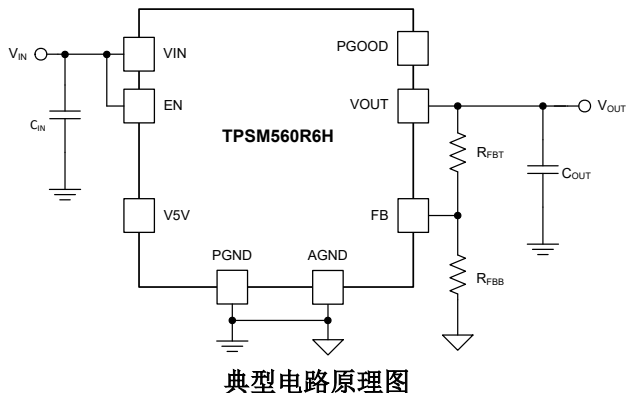 VIN
VIN
PGOOD
EN
VOUT
VOUT
CIN
TPSM560R6H
RFBT
COUT
V5V
FB
PGND
AGND
RFBB
典型电路原理图